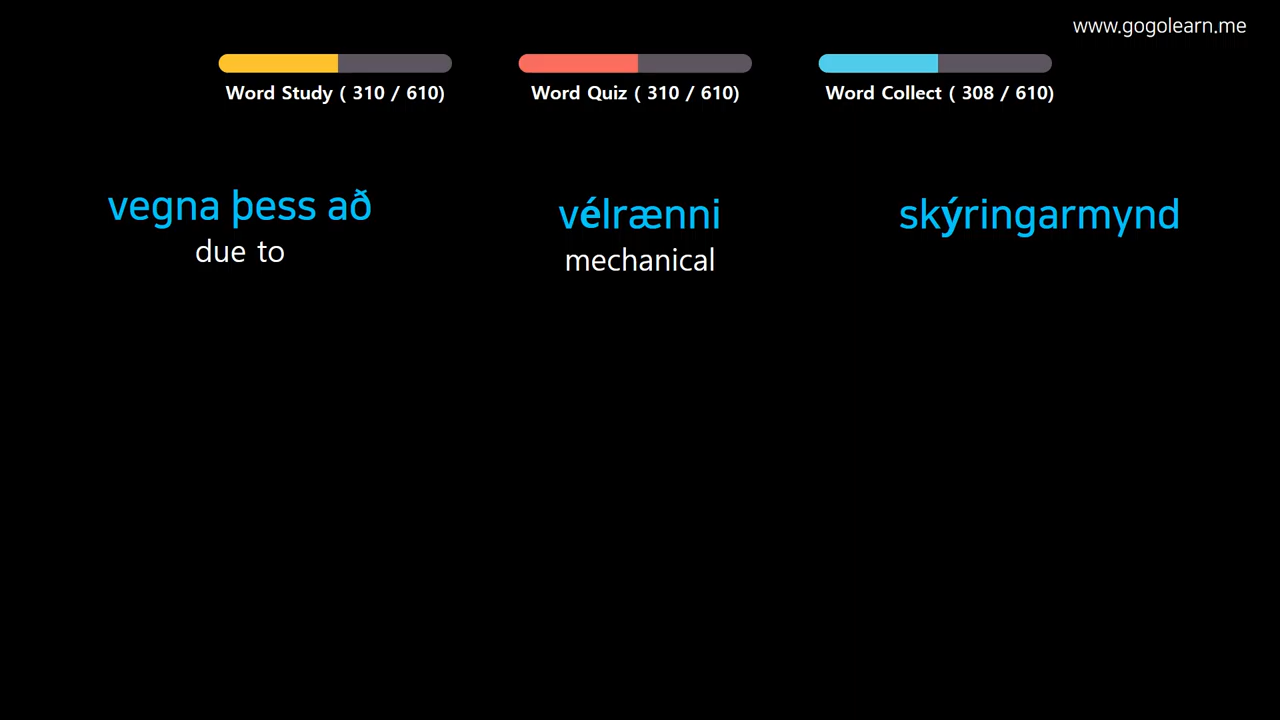 www.gogolearn.me
Word Study ( 310 / 610)
Word Quiz ( 310 / 610)
Word Collect ( 308 / 610)
vegna þess að
due to
vélrænni
mechanical
skýringarmynd